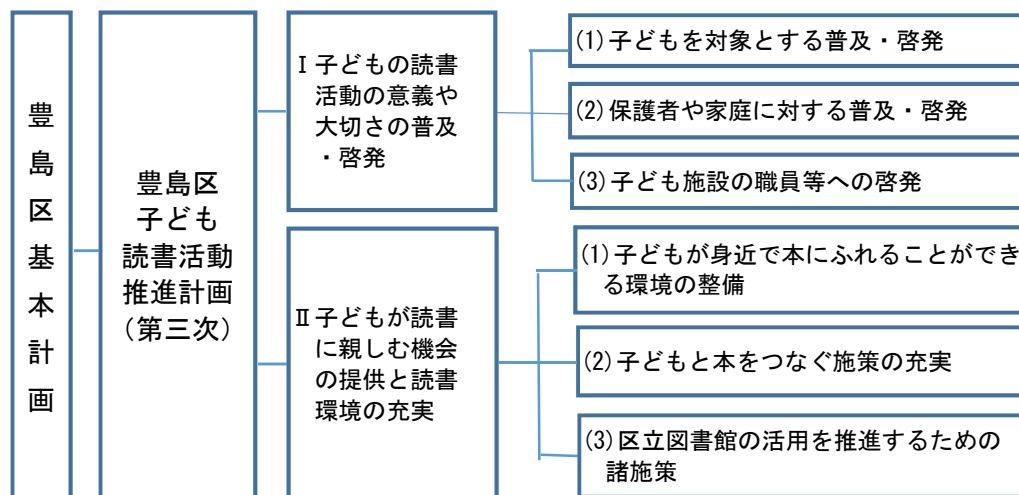 豊島区基本計画
豊島区
子ども
読書活動
推進計画
(第三次)
Ⅰ子どもの読書
活動の意義や
大切さの普及
・啓発
(1)子どもを対象とする普及・啓発
(2)保護者や家庭に対する普及・啓発
(3)子ども施設の職員等への啓発
Ⅱ子どもが読書
に親しむ機会
の提供と読書
環境の充実
(1)子どもが身近で本にふれることができ
る環境の整備
(2)子どもと本をつなぐ施策の充実
(3)区立図書館の活用を推進するための
諸施策